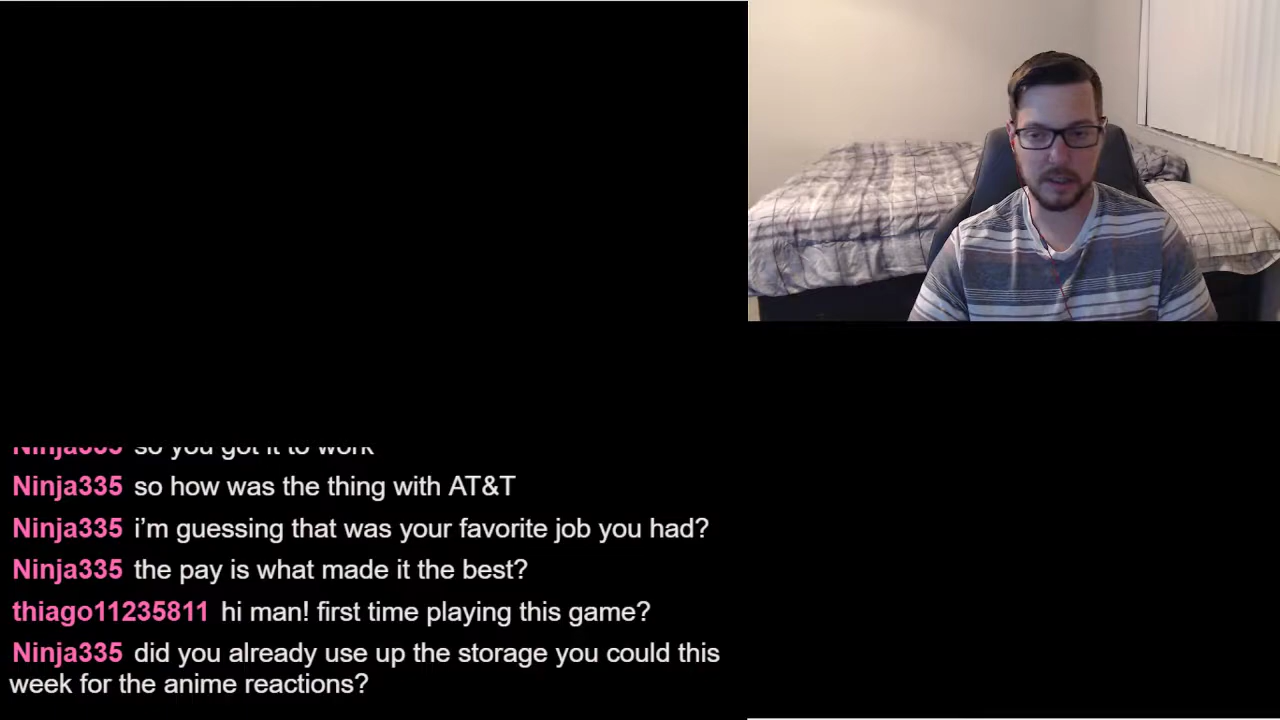 Ninja335 so you got it to work
Ninja335 so how was the thing with AT&T
Ninja335 i'm guessing that was your favorite job you had?
Ninja335 the pay is what made it the best?
thiago11235811 hi man! first time playing this game?
Ninja335 did you already use up the storage you could this
week for the anime reactions?